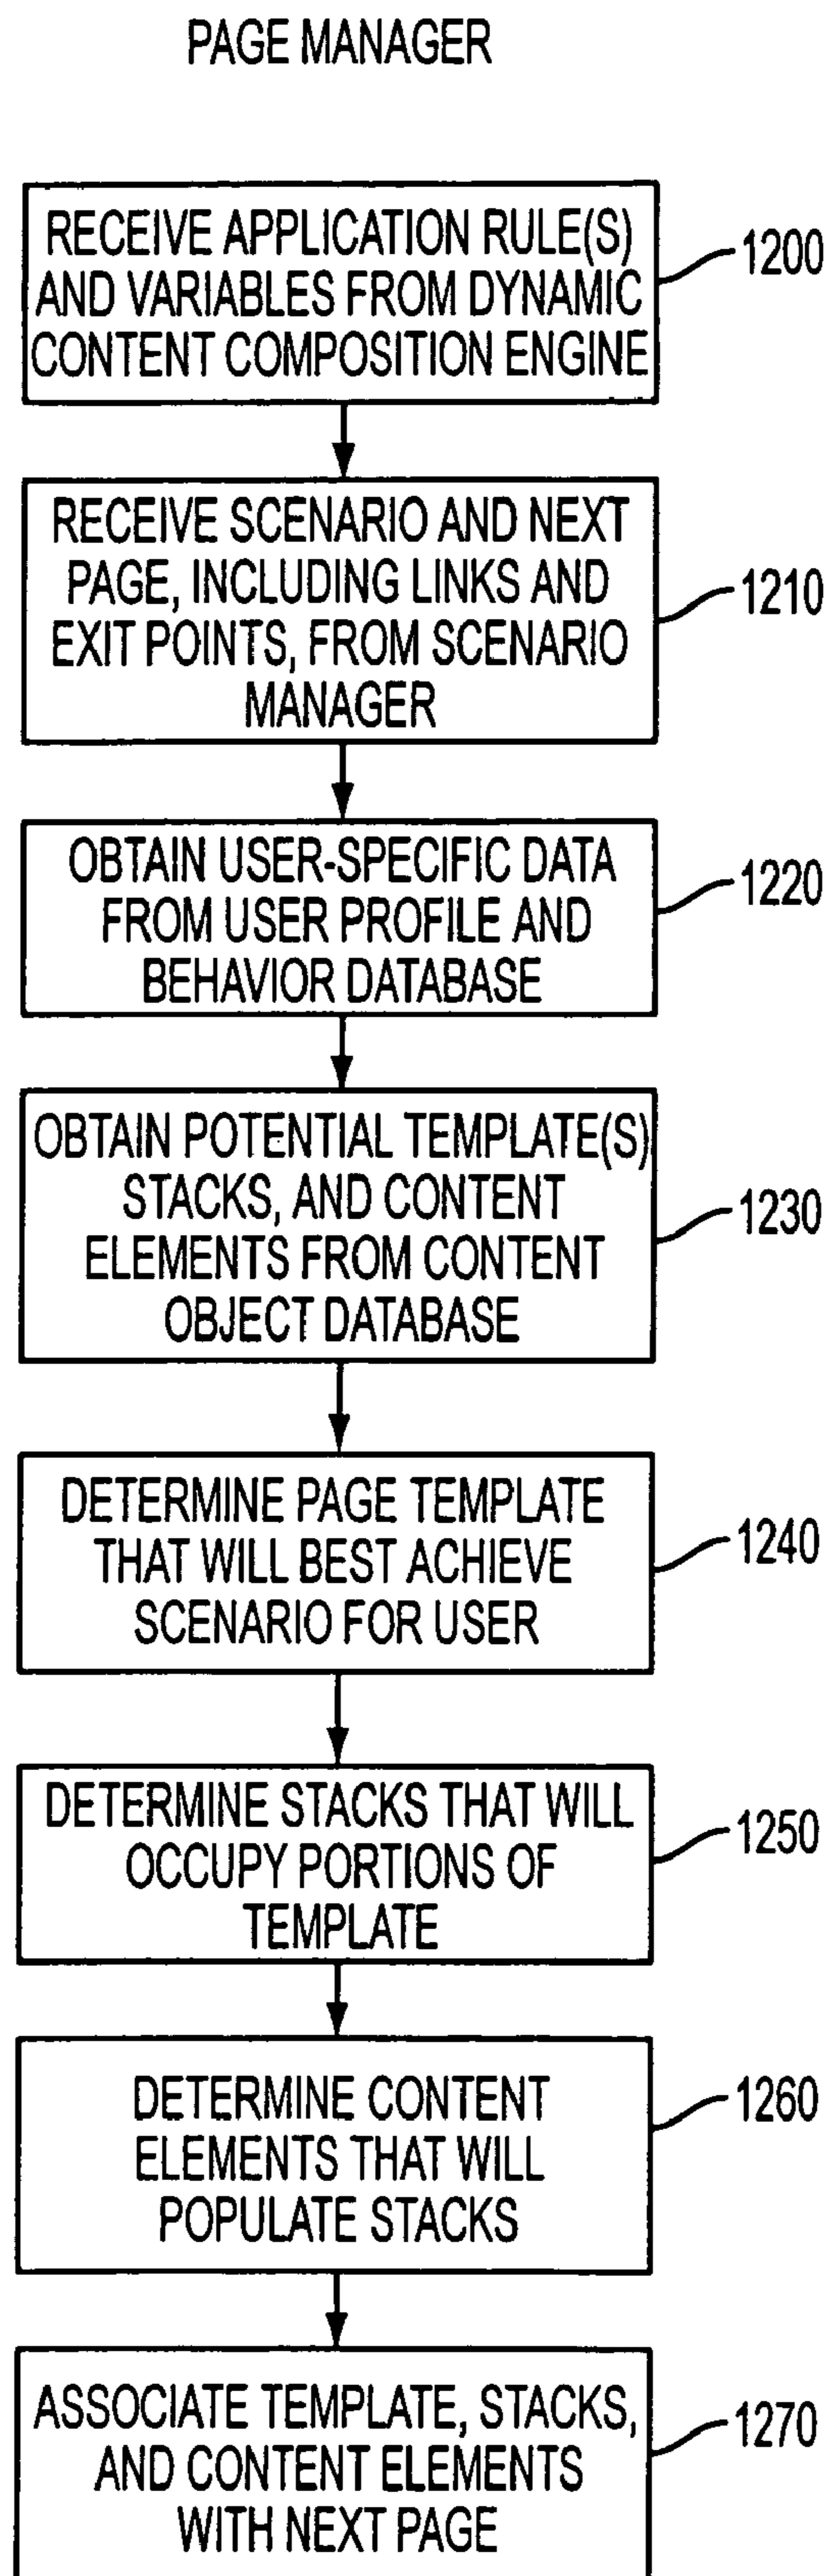 PAGE MANAGER
RECEIVE APPLICATION RULE(S)
AND VARIABLES FROM DYNAMIC
CONTENT COMPOSITION ENGINE
1200
RECEIVE SCENARIO AND NEXT
PAGE, INCLUDING LINKS AND
EXIT POINTS, FROM SCENARIO
MANAGER
1210
OBTAIN USER-SPECIFIC DATA
FROM USER PROFILE AND
BEHAVIOR DATABASE
1220
OBTAIN POTENTIAL TEMPLATE(S)
STACKS, AND CONTENT
ELEMENTS FROM CONTENT
OBJECT DATABASE
1230
DETERMINE PAGE TEMPLATE
THAT WILL BEST ACHIEVE
SCENARIO FOR USER
1240
DETERMINE STACKS THAT WILL
OCCUPY PORTIONS OF
TEMPLATE
1250
DETERMINE CONTENT
ELEMENTS THAT WILL
POPULATE STACKS
1260
ASSOCIATE TEMPLATE, STACKS,
AND CONTENT ELEMENTS
WITH NEXT PAGE
1270